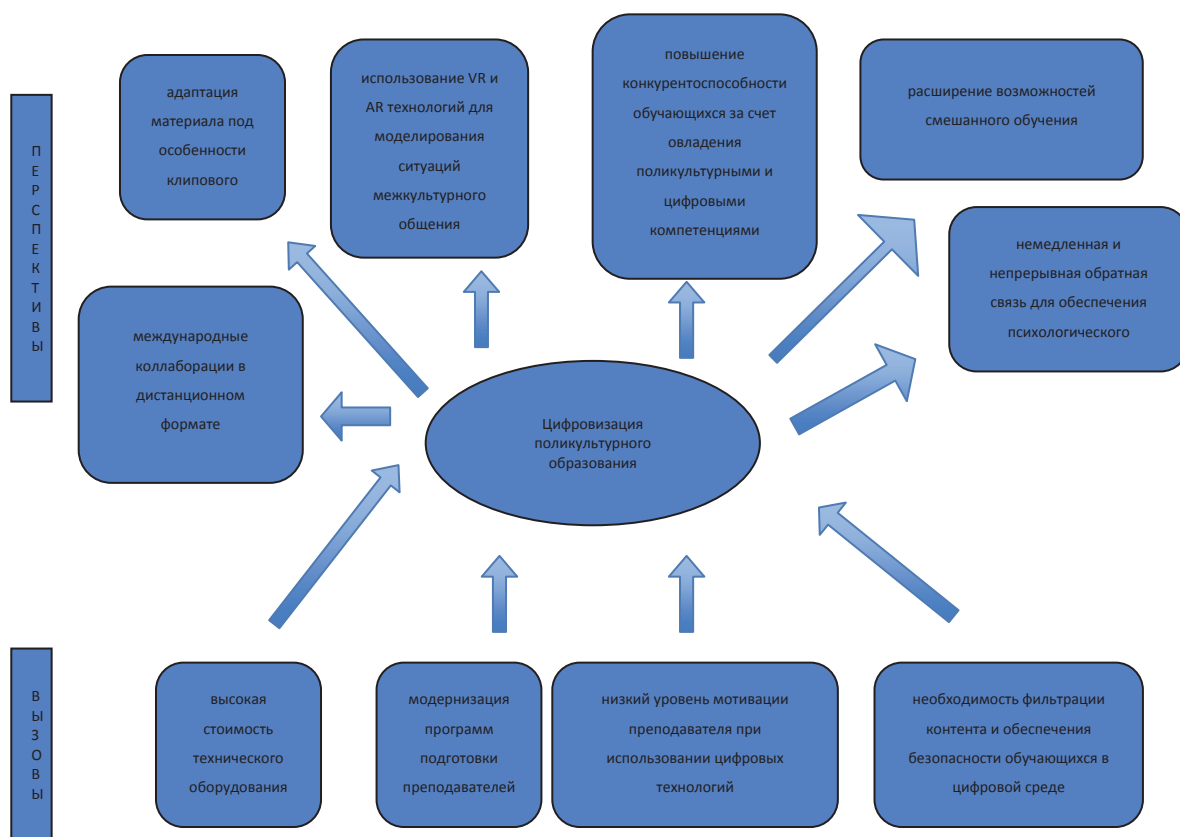 ПЕРСПЕКТИВЫ
адаптация
материала под
особенности
клипового
использование VR и
AR технологий для
моделирования
ситуаций
межкультурного
общения
повышение
конкурентоспособности
обучающихся за счет
овладения
поликультурными и
цифровыми
компетенциями
расширение возможностей
смешанного обучения
немедленная и
непрерывная обратная
связь для обеспечения
психологического
международные
коллаборации в
дистанционном
формате
Цифровизация
поликультурного
образования
ВЫЗОВЫ
высокая
стоимость
технического
оборудования
модернизация
программ
подготовки
преподавателей
низкий уровень мотивации
преподавателя при
использовании цифровых
технологий
необходимость фильтрации
контента и обеспечения
безопасности обучающихся в
цифровой среде